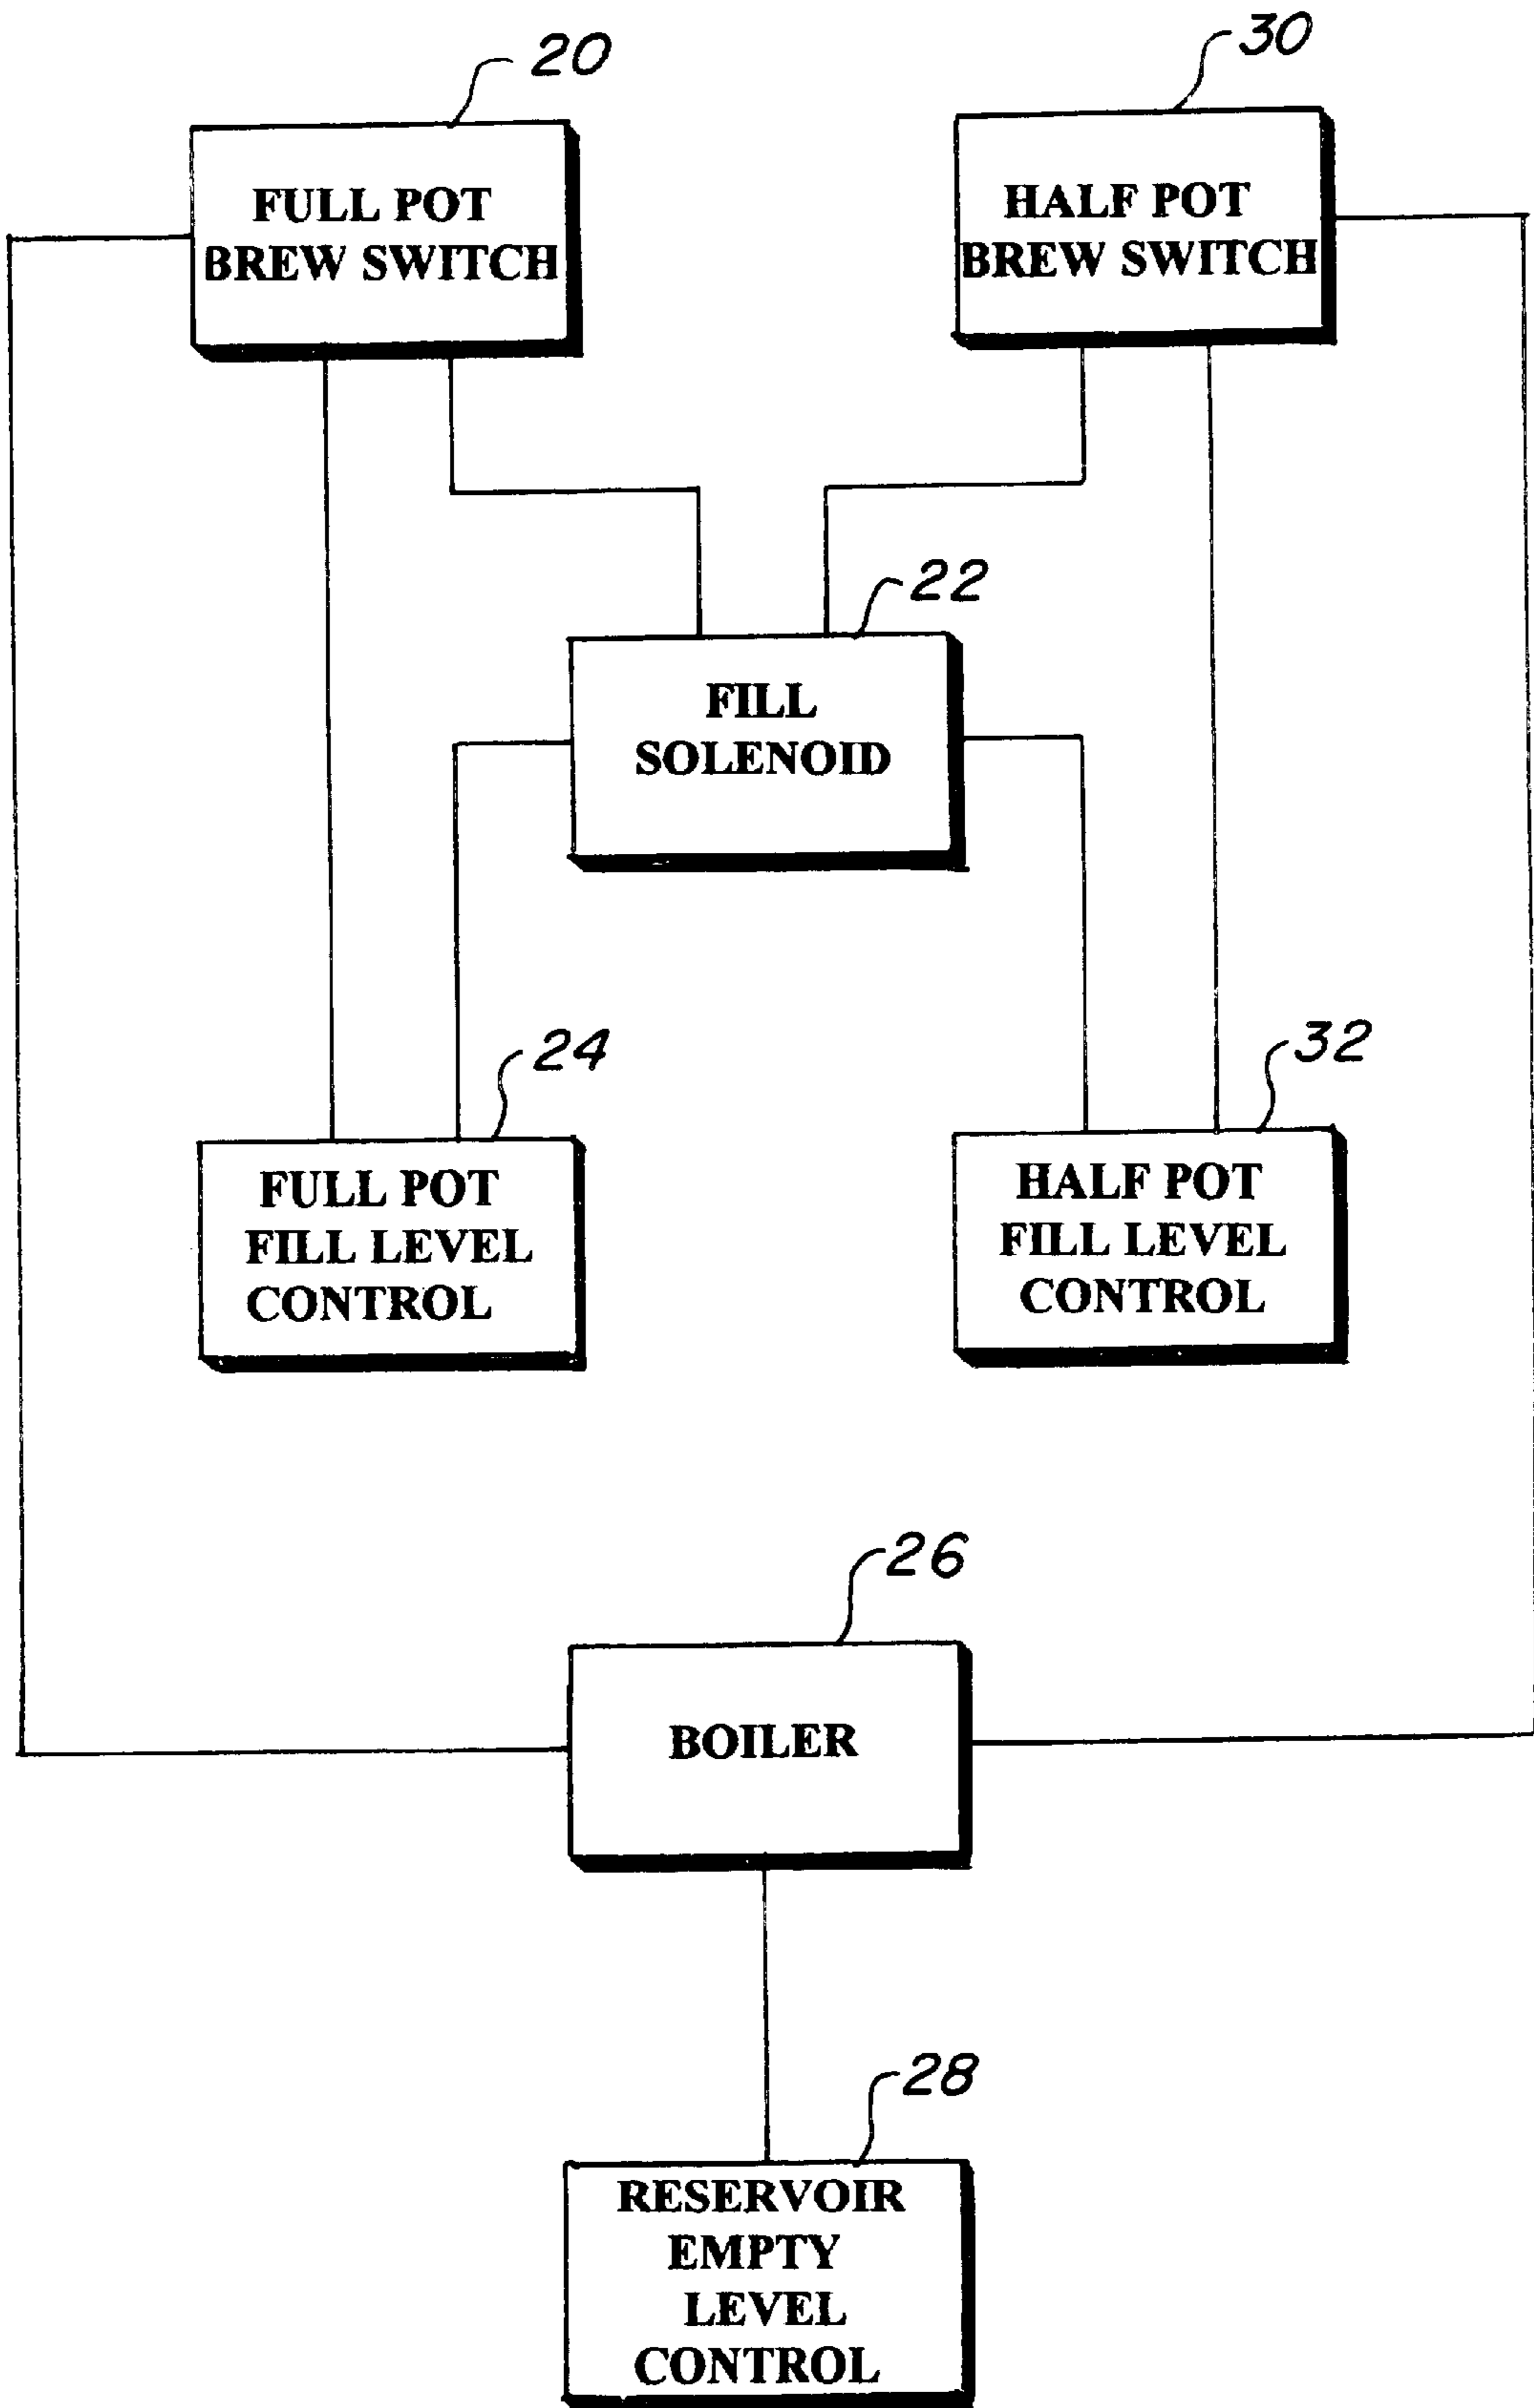 20
30
FULL POT
BREW SWITCH
HALF POT
BREW SWITCH
22
FILL
SOLENOID
24
32
FULL POT
FILL LEVEL
CONTROL
HALF POT
FILL LEVEL
CONTROL
26
BOILER
28
RESERVOIR
EMPTY
LEVEL
CONTROL